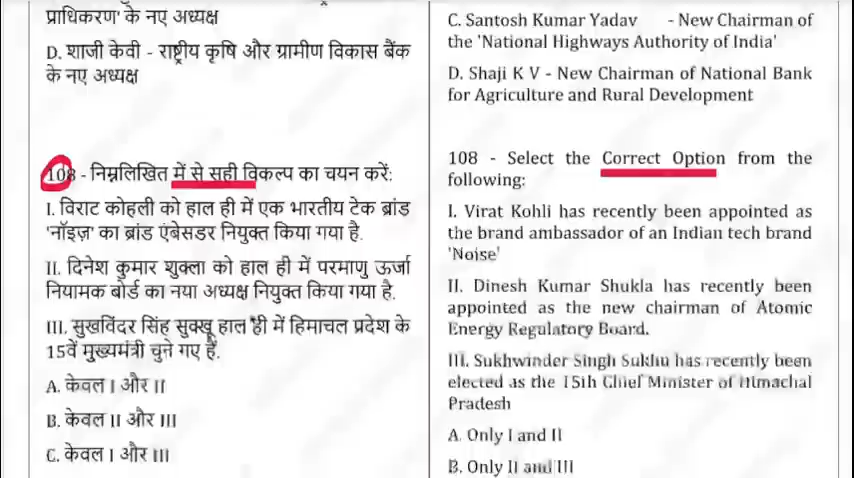 प्राधिकरण' के नए अध्यक्ष
D. शाजी केवी - राष्ट्रीय कृषि और ग्रामीण विकास बैंक
के नए अध्यक्ष
108 - निम्नलिखित में से सही विकल्प का चयन करें:
I. विराट कोहली को हाल ही में एक भारतीय टेक ब्रांड
'नॉइज़' का ब्रांड एंबेसडर नियुक्त किया गया है.
II. दिनेश कुमार शुक्ला को हाल ही में परमाणु ऊर्जा
नियामक बोर्ड का नया अध्यक्ष नियुक्त किया गया है.
III. सुखविंदर सिंह सुक्खू हाल ही में हिमाचल प्रदेश के
15वें मुख्यमंत्री चुने गए हैं.
A. केवल I और II
B. केवल II और III
C. केवल I और III
C. Santosh Kumar Yadav - New Chairman of
the 'National Highways Authority of India'
D. Shaji K V - New Chairman of National Bank
for Agriculture and Rural Development
108 - Select the Correct Option from the
following:
I. Virat Kohli has recently been appointed as
the brand ambassador of an Indian tech brand
'Noise'
II. Dinesh Kumar Shukla has recently been
appointed as the new chairman of Atomic
Energy Regulatory Board.
III. Sukhwinder Singh Sukhu has recently been
elected as the 15th Chief Minister of Himachal
Pradesh
A. Only I and II
B. Only II and III